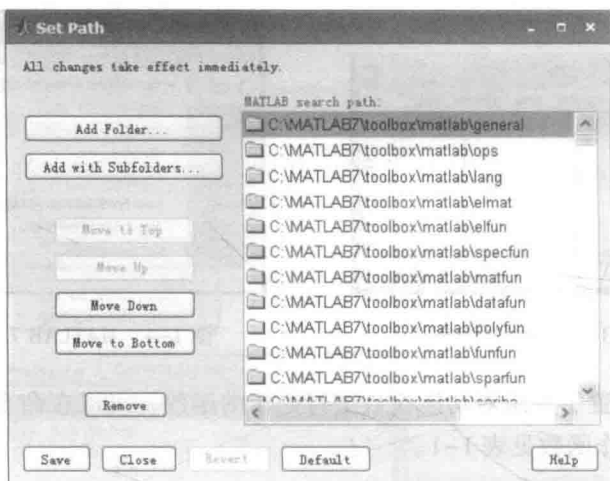 Set Path
All changes take effect immediately.
MATLAB search path:
Add Folder...
Add with Subfolders...
Move to Top
Move Up
Move Down
Move to Bottom
Remove
C:\MATLAB7\toolbox\matlab\general
C:\MATLAB7\toolbox\matlab\ops
C:\MATLAB7\toolbox\matlab\lang
C:\MATLAB7\toolbox\matlab\elmat
C:\MATLAB7\toolbox\matlab\elfun
C:\MATLAB7\toolbox\matlab\specfun
C:\MATLAB7\toolbox\matlab\matfun
C:\MATLAB7\toolbox\matlab\datafun
C:\MATLAB7\toolbox\matlab\polyfun
C:\MATLAB7\toolbox\matlab\funfun
C:\MATLAB7\toolbox\matlab\sparfun
Save
Close
Revert
Default
Help